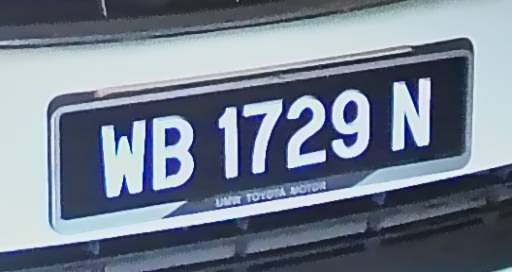 WB 1729 N
UMW TOYOTA MOTOR